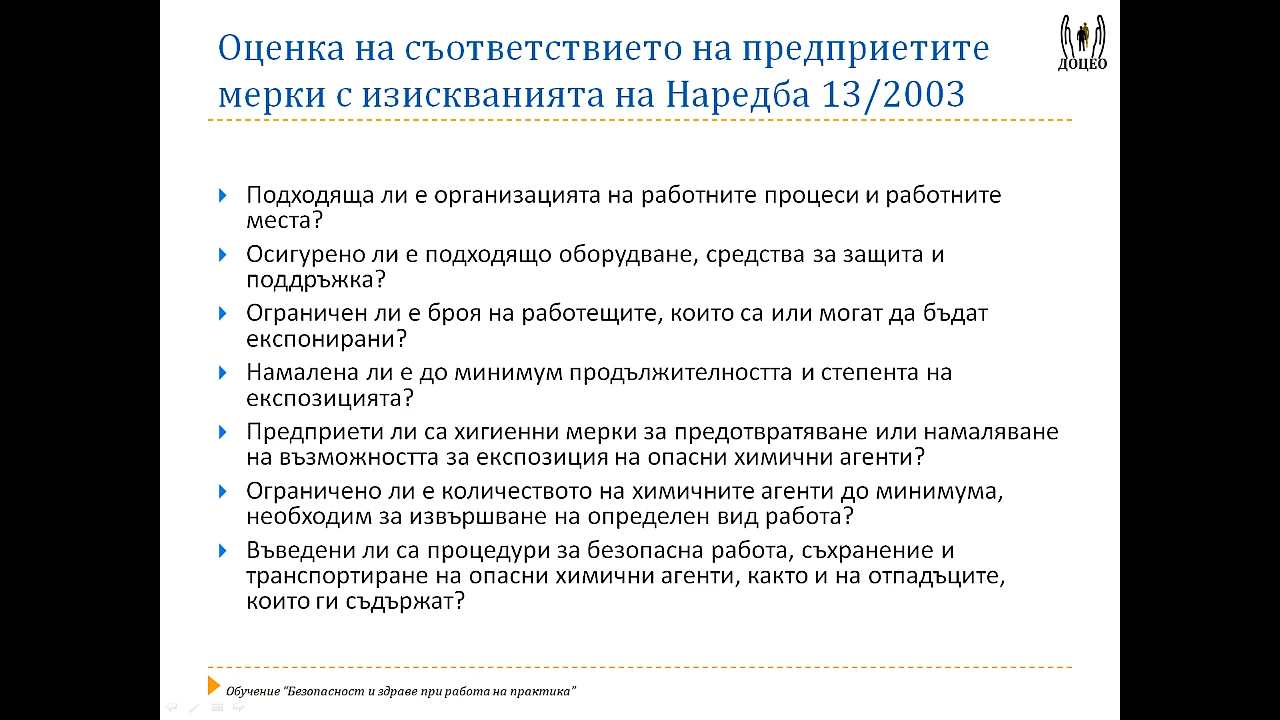 Оценка на съответствието на предприетите
мерки с изискванията на Наредба 13/2003
ДОЦЕО
Подходяща ли е организацията на работните процеси и работните
места?
Осигурено ли е подходящо оборудване, средства за защита и
поддръжка?
Ограничен ли е броя на работещите, които са или могат да бъдат
експонирани?
Намалена ли е до минимум продължителността и степента на
експозицията?
Предприети ли са хигиенни мерки за предотвратяване или намаляване
на възможността за експозиция на опасни химични агенти?
Ограничено ли е количеството на химичните агенти до минимума,
необходим за извършване на определен вид работа?
Въведени ли са процедури за безопасна работа, съхранение и
транспортиране на опасни химични агенти, както и на отпадъците,
които ги съдържат?
Обучение “Безопасност и здраве при работа на практика”